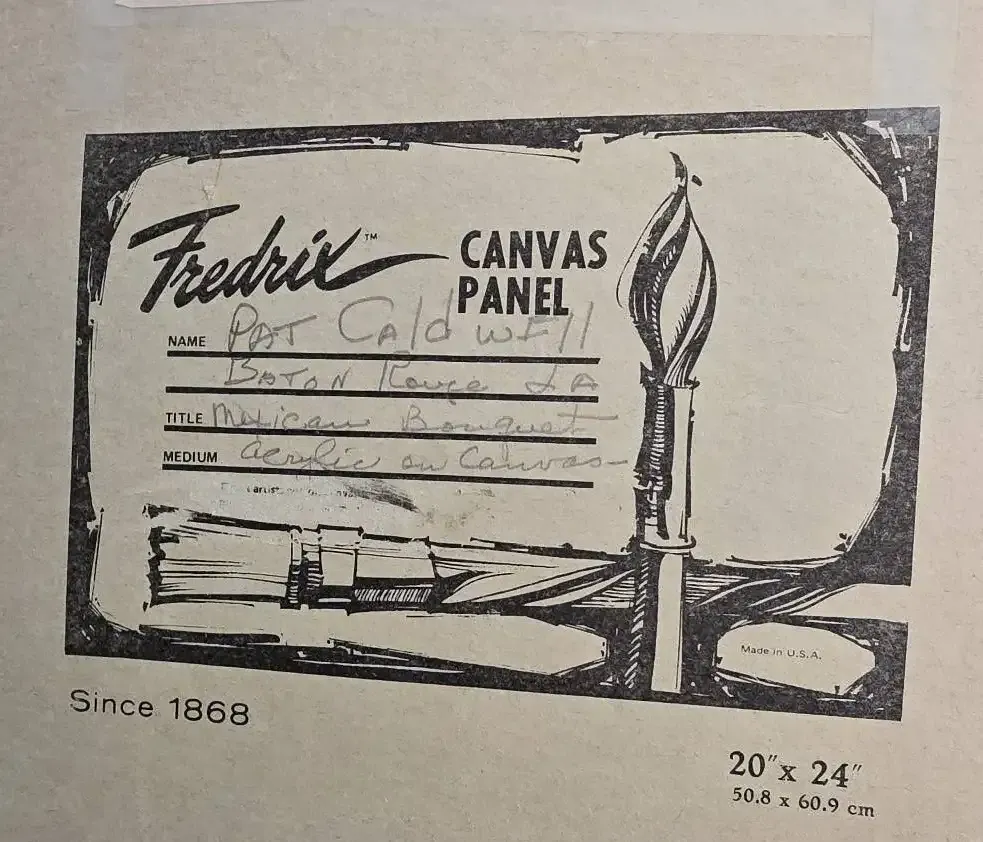 Fredrix™ CANVAS PANEL
NAME PAT CAldwEll
BATON Rouge LA
TITLE Mexican Bouquet
MEDIUM acrylic on Canvas
artist
Made in U.S.A.
Since 1868
20"x 24"
50.8 x 60.9 cm